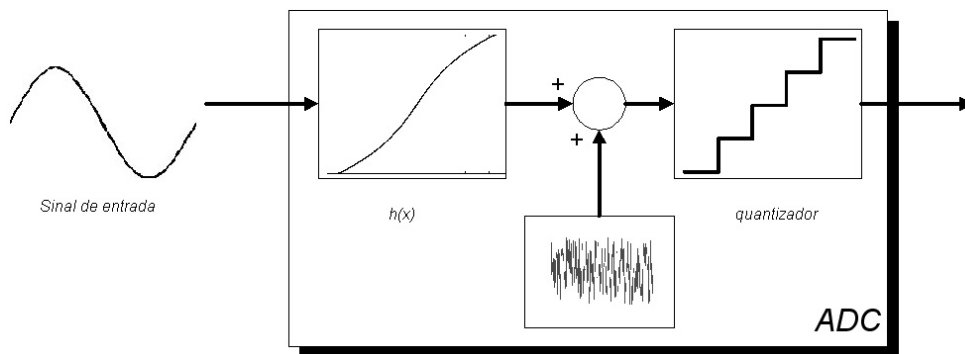 +
+
Sinal de entrada
h(x)
quantizador
ADC